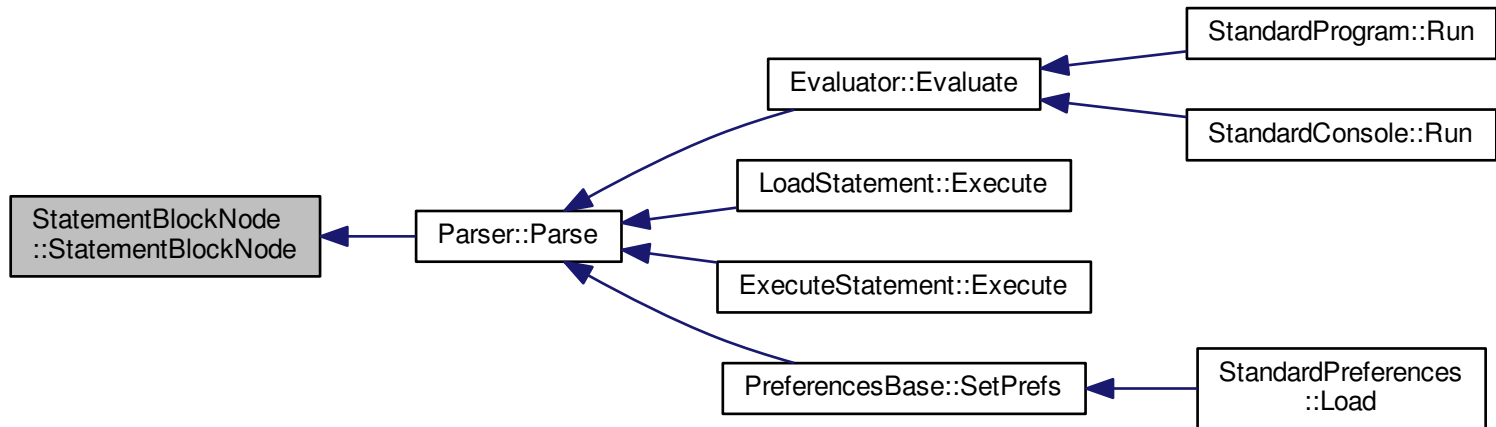 StatementBlockNode
::StatementBlockNode
Parser::Parse
Evaluator::Evaluate
LoadStatement::Execute
ExecuteStatement::Execute
PreferencesBase::SetPrefs
StandardProgram::Run
StandardConsole::Run
StandardPreferences
::Load